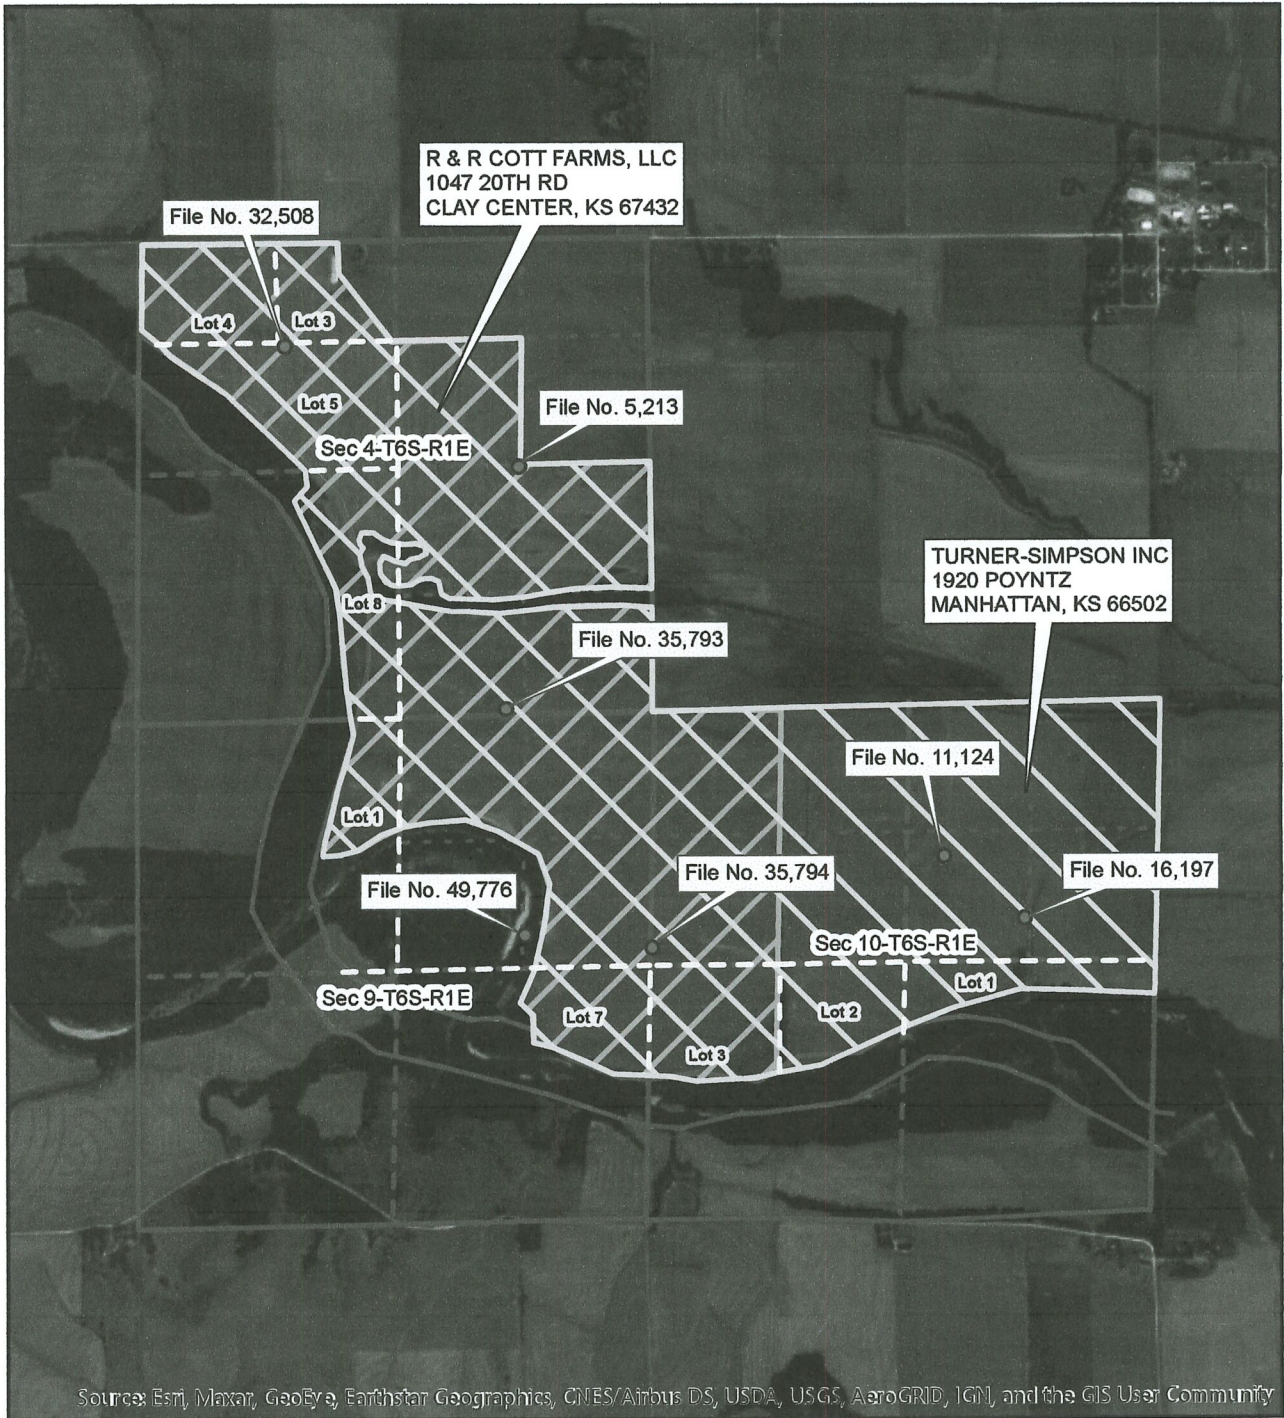 R & R COTT FARMS, LLC
1047 20TH RD
CLAY CENTER, KS 67432
File No. 32,508
Lot 4
Lot 3
Lot 5
File No. 5,213
Sec 4-T6S-R1E
TURNER-SIMPSON INC
1920 POYNTZ
MANHATTAN, KS 66502
Lot 8
File No. 35,793
File No. 11,124
Lot 1
File No. 49,776
File No. 35,794
File No. 16,197
Sec 10-T6S-R1E
Sec 9-T6S-R1E
Lot 1
Lot 7
Lot 2
Lot 3
Source: Esri, Maxar, GeoEye, Earthstar Geographics, CNES/Airbus DS, USDA, USGS, AeroGRID, IGN, and the GIS User Community